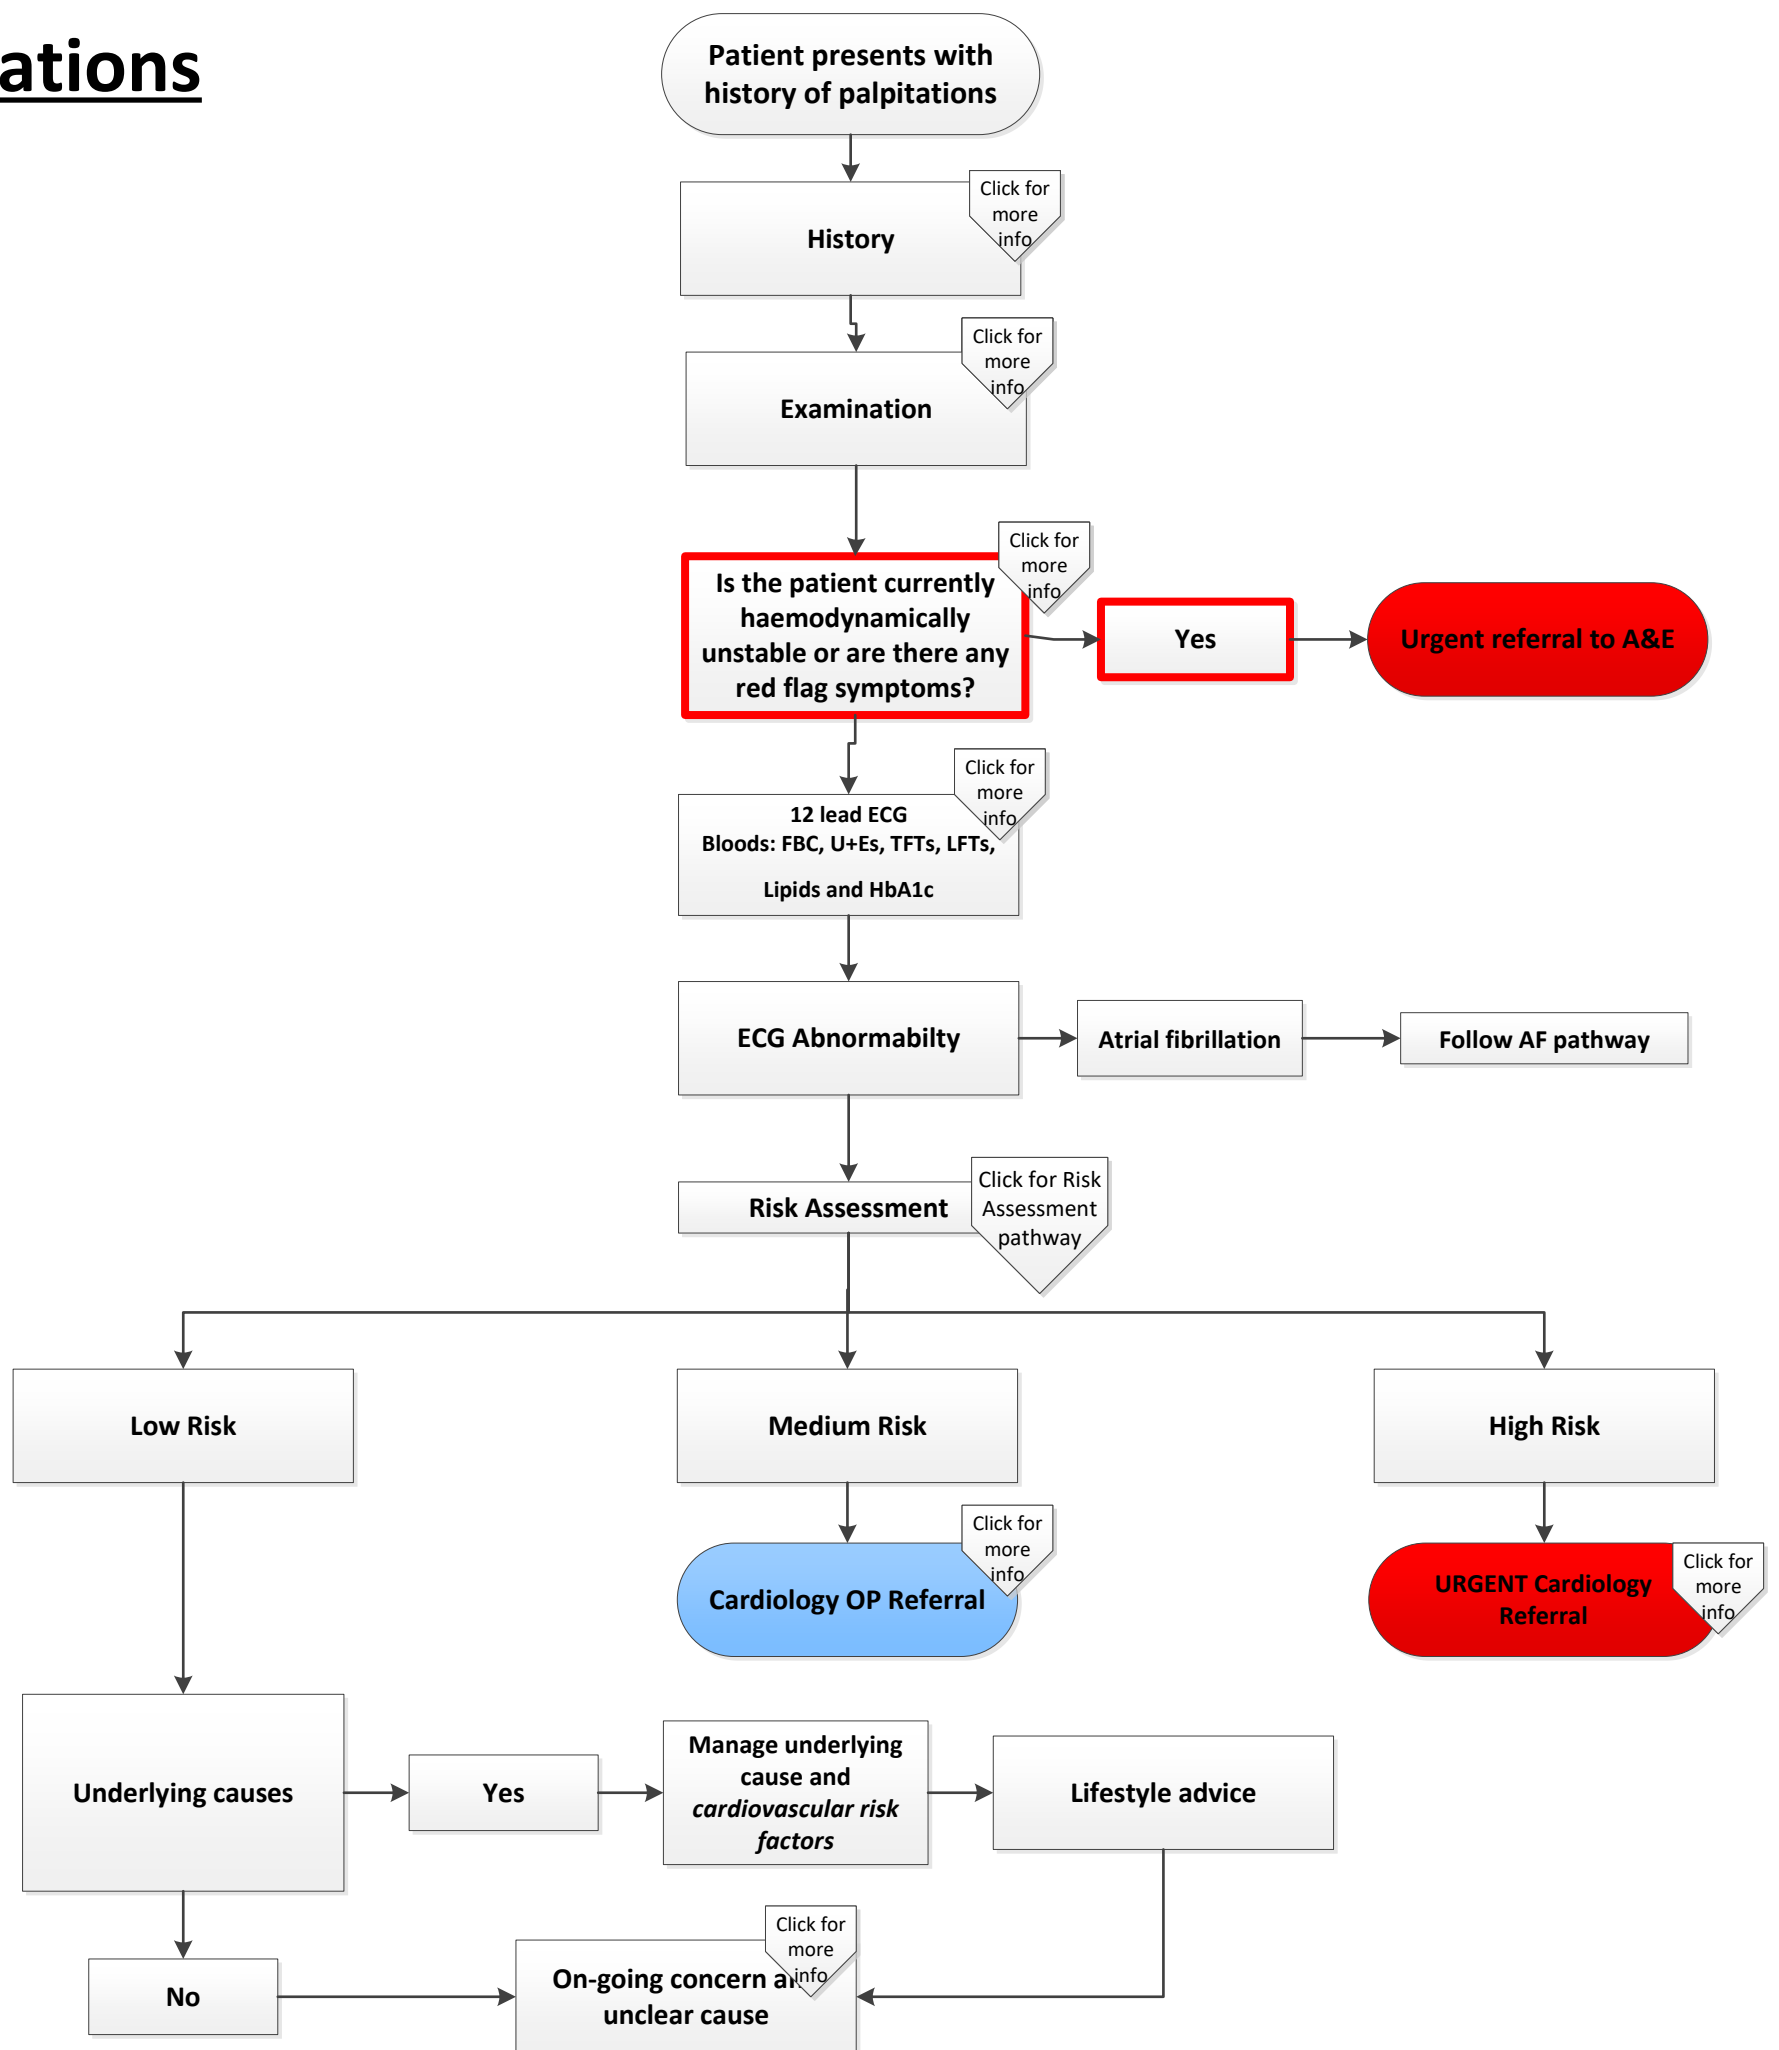 ations
Patient presents with
history of palpitations
Click for
more
info
History
Click for
more
info
Examination
Click for
more
info
Is the patient currently
haemodynamically
unstable or are there any
red flag symptoms?
Yes
Urgent referral to A&E
Click for
more
info
12 lead ECG
Bloods: FBC, U+Es, TFTs, LFTs,
Lipids and HbA1c
ECG Abnormabilty
Atrial fibrillation
Follow AF pathway
Risk Assessment
Click for Risk
Assessment
pathway
Low Risk
Medium Risk
High Risk
Click for
more
info
Cardiology OP Referral
Click for
more
info
URGENT Cardiology
Referral
Underlying causes
Yes
Manage underlying
cause and
cardiovascular risk
factors
Lifestyle advice
No
Click for
more
info
On-going concern
unclear cause